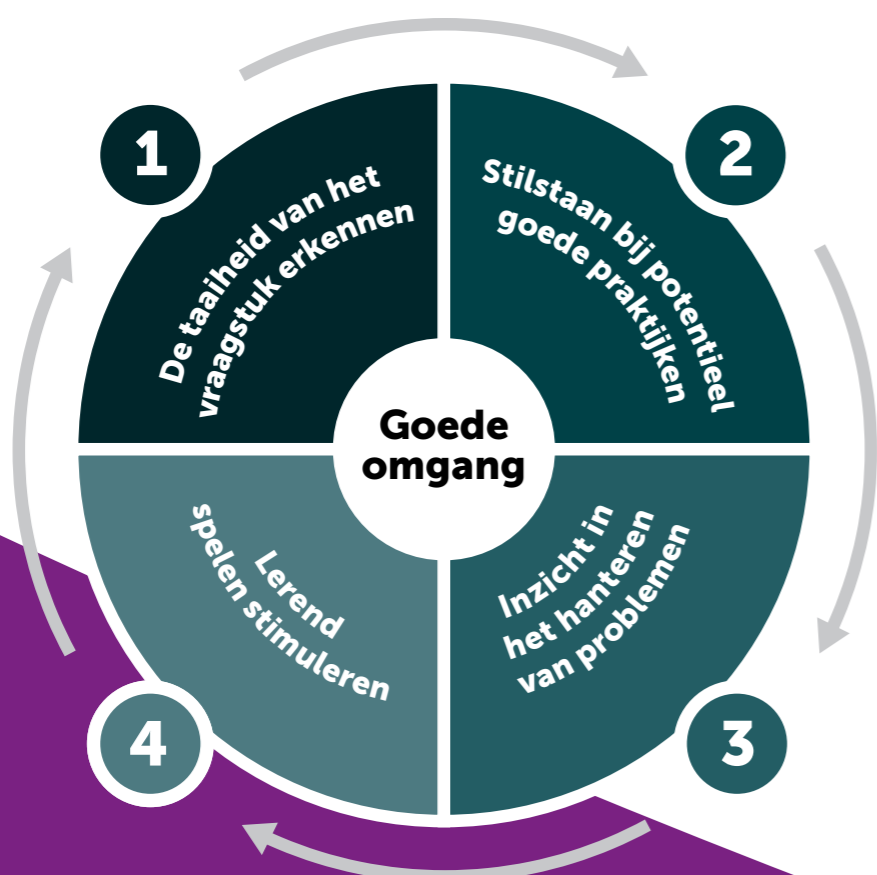 1
De taaiheid van het
vraagstuk erkennen
2
Stilstaan bij potentieel
goede praktijken
Goede
omgang
3
Inzicht in
het hanteren
van problemen
4
Lerend
spelen stimuleren